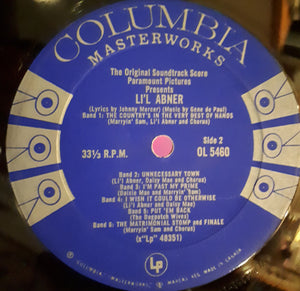 COLUMBIA
MASTERWORKS
The Original Soundtrack Score
Paramount Pictures
Presents
LI'L ABNER
(Lyrics by Johnny Mercer) (Music by Gene de Paul)
Band 1: THE COUNTRY'S IN THE VERY BEST OF HANDS
(Marryin' Sam, Li'l Abner and Chorus)
33⅓ R.P.M.
Side 2
OL 5460
Band 2: UNNECESSARY TOWN
(Li'l Abner, Daisy Mae and Chorus)
Band 3: I'M PAST MY PRIME
(Daisie Mae and Marryin' Sam)
Band 4: I WISH IT COULD BE OTHERWISE
(Li'l Abner and Daisy Mae)
Band 5: PUT 'EM BACK
(The Dogpatch Wives)
Band 6: THE MATRIMONIAL STOMP and FINALE
(Marryin' Sam and Chorus)
(x"Lp" 48351)
LP
"COLUMBIA", "MASTERWORKS", MARCAS REG. MADE IN CANADA